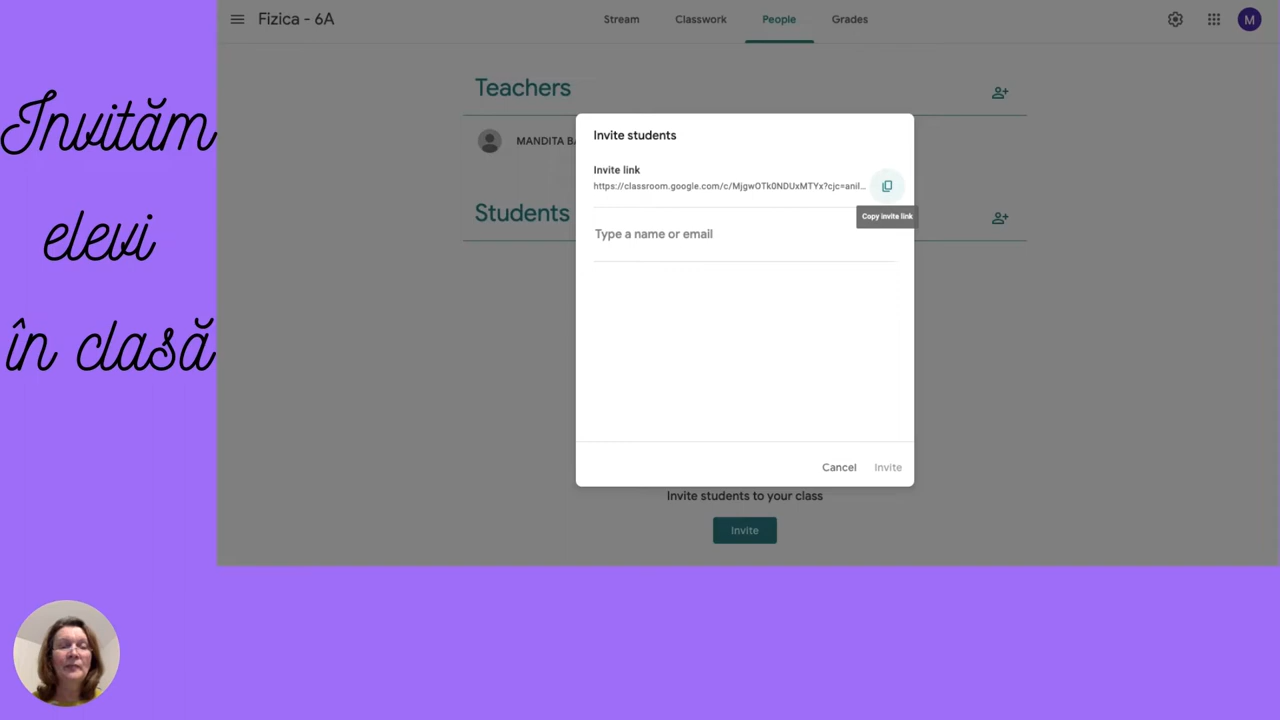 Fizica - 6A
Stream
Classwork
People
Grades
M
Invităm
elevi
în clasă
Teachers
MANDITA
Students
Invite students
Invite link
https://classroom.google.com/c/MjgwOTk0NDUxMTYx?cjc=anil...
Copy invite link
Type a name or email
Cancel
Invite
Invite students to your class
Invite